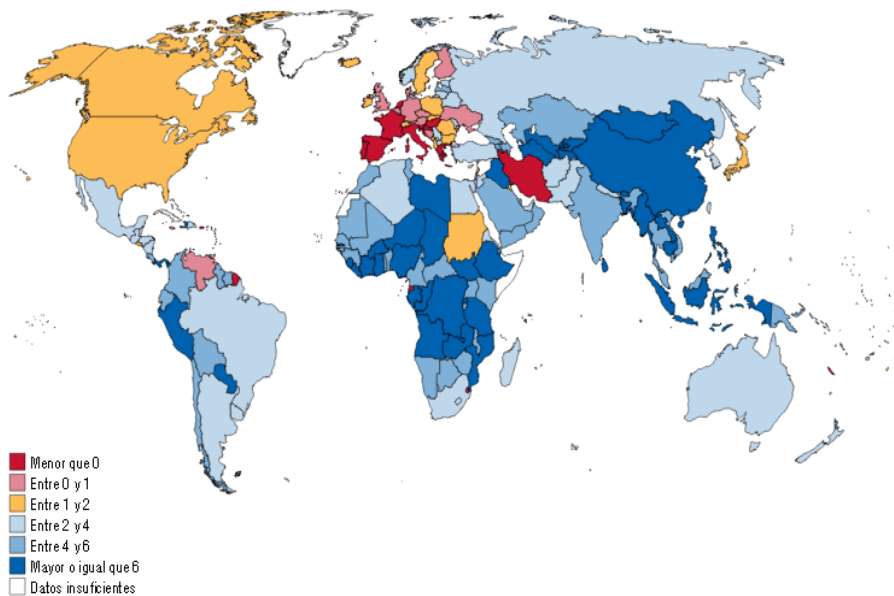 Menor que 0
Entre 0 y 1
Entre 1 y 2
Entre 2 y 4
Entre 4 y 6
Mayor o igual que 6
Datos insuficientes